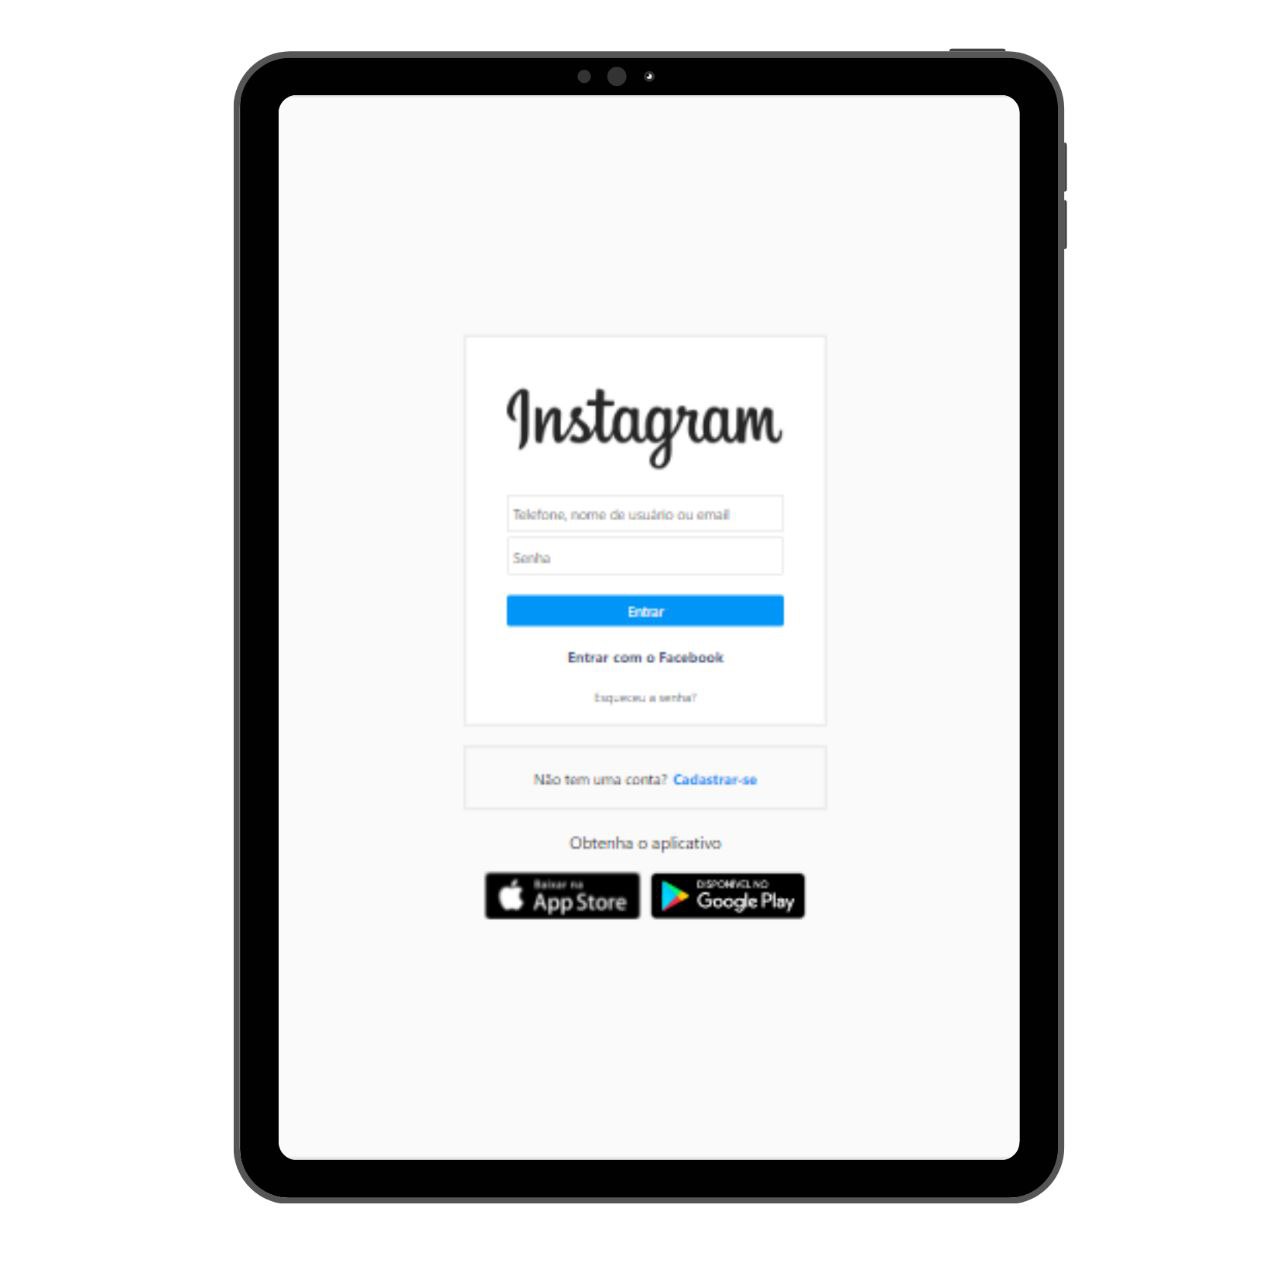 Instagram
Telefone, nome de usuário ou email
Senha
Entrar
Entrar com o Facebook
Esqueceu a senha?
Não tem uma conta? Cadastrar-se
Obtenha o aplicativo
Baixar na
App Store
DISPONÍVEL NO
Google Play